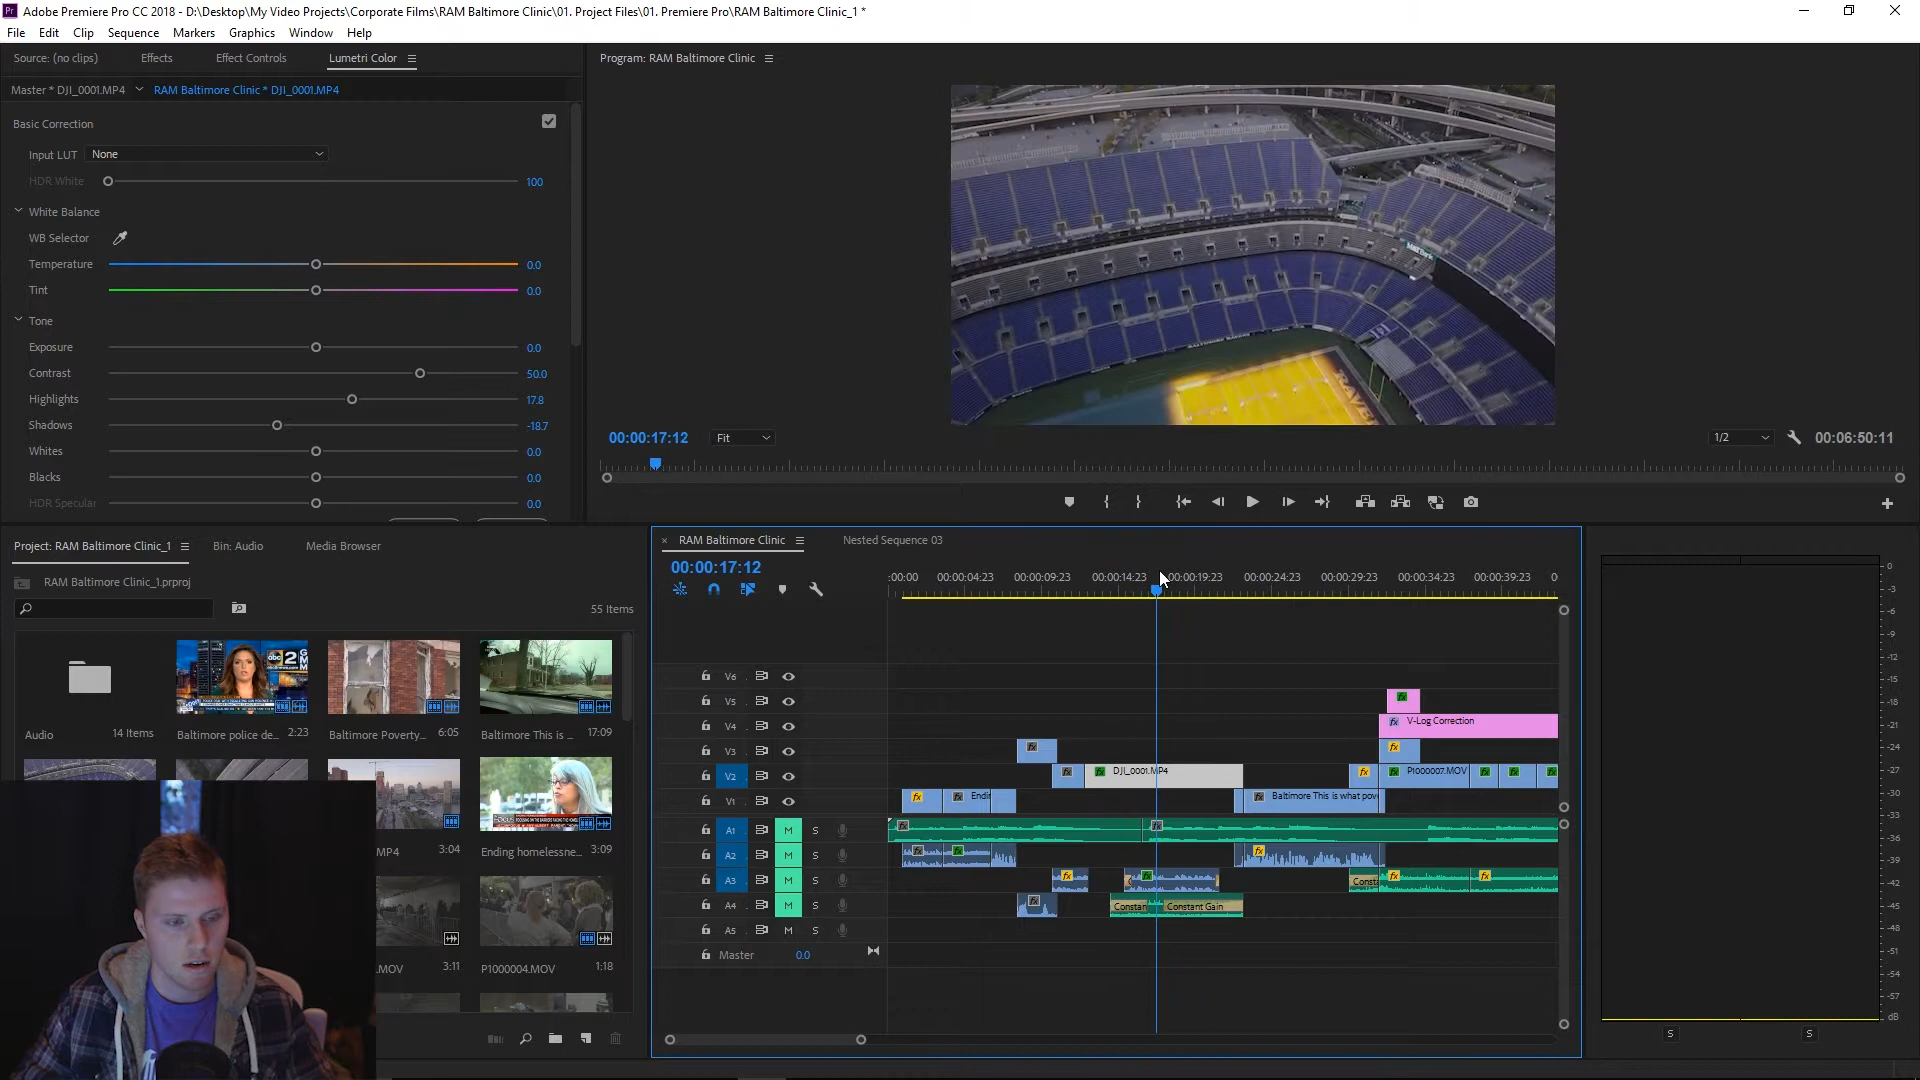 Adobe Premiere Pro CC 2018 - D:\Desktop\My Video Projects\Corporate Films\RAM Baltimore Clinic\01. Project Files\01. Premiere Pro\RAM Baltimore Clinic_1 *
File Edit Clip Sequence Markers Graphics Window Help
Source: (no clips) Effects Effect Controls Lumetri Color
Program: RAM Baltimore Clinic
Master * DJI_0001.MP4 RAM Baltimore Clinic * DJI_0001.MP4
Basic Correction
Input LUT None
HDR White 100
White Balance
WB Selector
Temperature 0.0
Tint 0.0
Tone
Exposure 0.0
Contrast 50.0
Highlights 17.8
Shadows -18.7
Whites 0.0
Blacks 0.0
HDR Specular 0.0
M&T Bank
RAVENS
00:00:17:12 Fit 1/2 00:06:50:11
Project: RAM Baltimore Clinic_1 Bin: Audio Media Browser
RAM Baltimore Clinic_1.prproj
55 Items
Audio 14 Items
Baltimore police de... 2:23
Baltimore Poverty... 6:05
Baltimore This is ... 17:09
.MP4 3:04
Ending homelessne... 3:09
.MOV 3:11
P1000004.MOV 1:18
RAM Baltimore Clinic Nested Sequence 03
00:00:17:12
:00:00 00:00:04:23 00:00:09:23 00:00:14:23 00:00:19:23 00:00:24:23 00:00:29:23 00:00:34:23 00:00:39:23 0
V6
V5
V4 V-Log Correction
V3
V2 DJI_0001.MP4 P1000007.MOV
V1 Endi Baltimore This is what pov
A1 M S
A2 M S
A3 M S Consta
A4 M S Constan Constant Gain
A5 M S
Master 0.0
0
-3
-6
-9
-12
-15
-18
-21
-24
-27
-30
-33
-36
-39
-42
-45
-48
-51
-54
-57
dB
S S